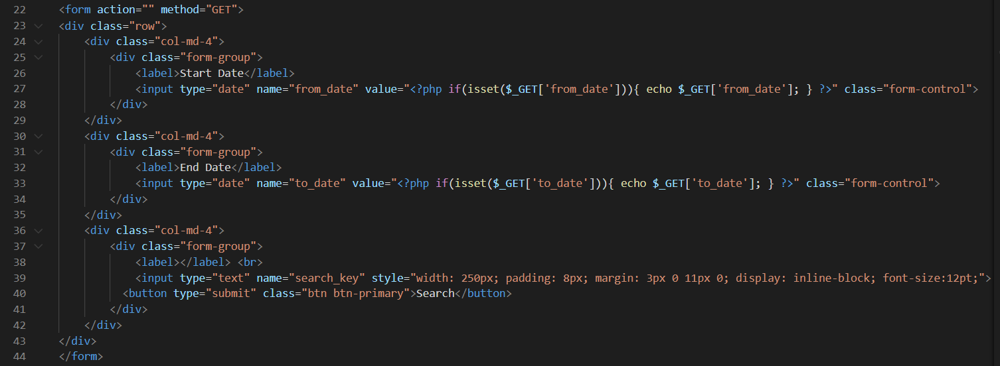 22 <form action="" method="GET">
23 <div class="row">
24 <div class="col-md-4">
25 <div class="form-group">
26 <label>Start Date</label>
27 <input type="date" name="from_date" value="<?php if(isset($_GET['from_date'])){ echo $_GET['from_date']; } ?>" class="form-control">
28 </div>
29 </div>
30 <div class="col-md-4">
31 <div class="form-group">
32 <label>End Date</label>
33 <input type="date" name="to_date" value="<?php if(isset($_GET['to_date'])){ echo $_GET['to_date']; } ?>" class="form-control">
34 </div>
35 </div>
36 <div class="col-md-4">
37 <div class="form-group">
38 <label></label> <br>
39 <input type="text" name="search_key" style="width: 250px; padding: 8px; margin: 3px 0 11px 0; display: inline-block; font-size:12pt;">
40 <button type="submit" class="btn btn-primary">Search</button>
41 </div>
42 </div>
43 </div>
44 </form>